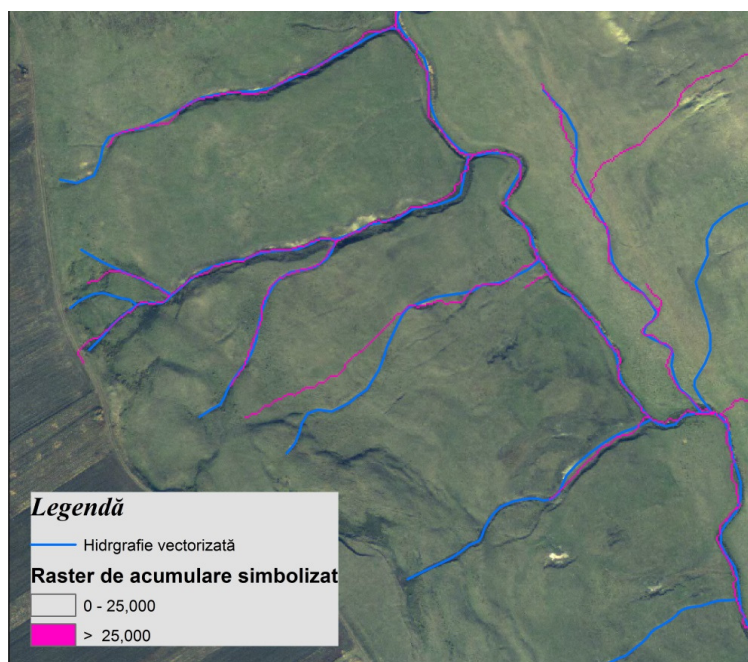 Legendă
Hidrgrafie vectorizată
Raster de acumulare simbolizat
0 - 25,000
> 25,000